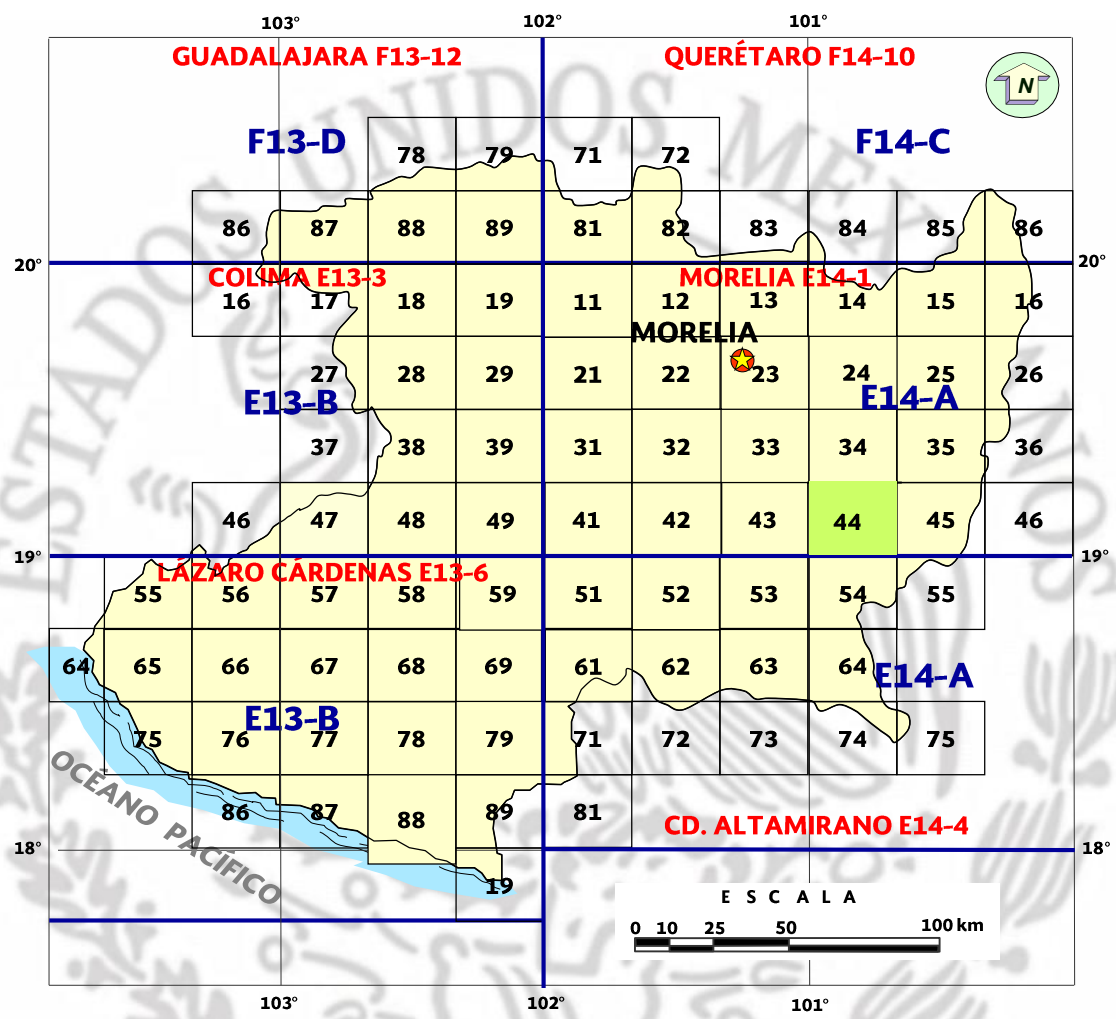 103° 102° 101°
GUADALAJARA F13-12 QUERÉTARO F14-10
N
F13-D F14-C
78 79 71 72
86 87 88 89 81 82 83 84 85 86
20° 20°
COLIMA E13-3 MORELIA E14-1
16 17 18 19 11 12 13 14 15 16
MORELIA
27 28 29 21 22 23 24 25 26
E13-B E14-A
37 38 39 31 32 33 34 35 36
46 47 48 49 41 42 43 44 45 46
19° 19°
LÁZARO CÁRDENAS E13-6
55 56 57 58 59 51 52 53 54 55
64 65 66 67 68 69 61 62 63 64
E14-A
E13-B
75 76 77 78 79 71 72 73 74 75
OCÉANO PACÍFICO
86 87 88 89 81
CD. ALTAMIRANO E14-4
18° 18°
19
E S C A L A
0 10 25 50 100 km
103° 102° 101°
ESTADOS UNIDOS MEXICANOS